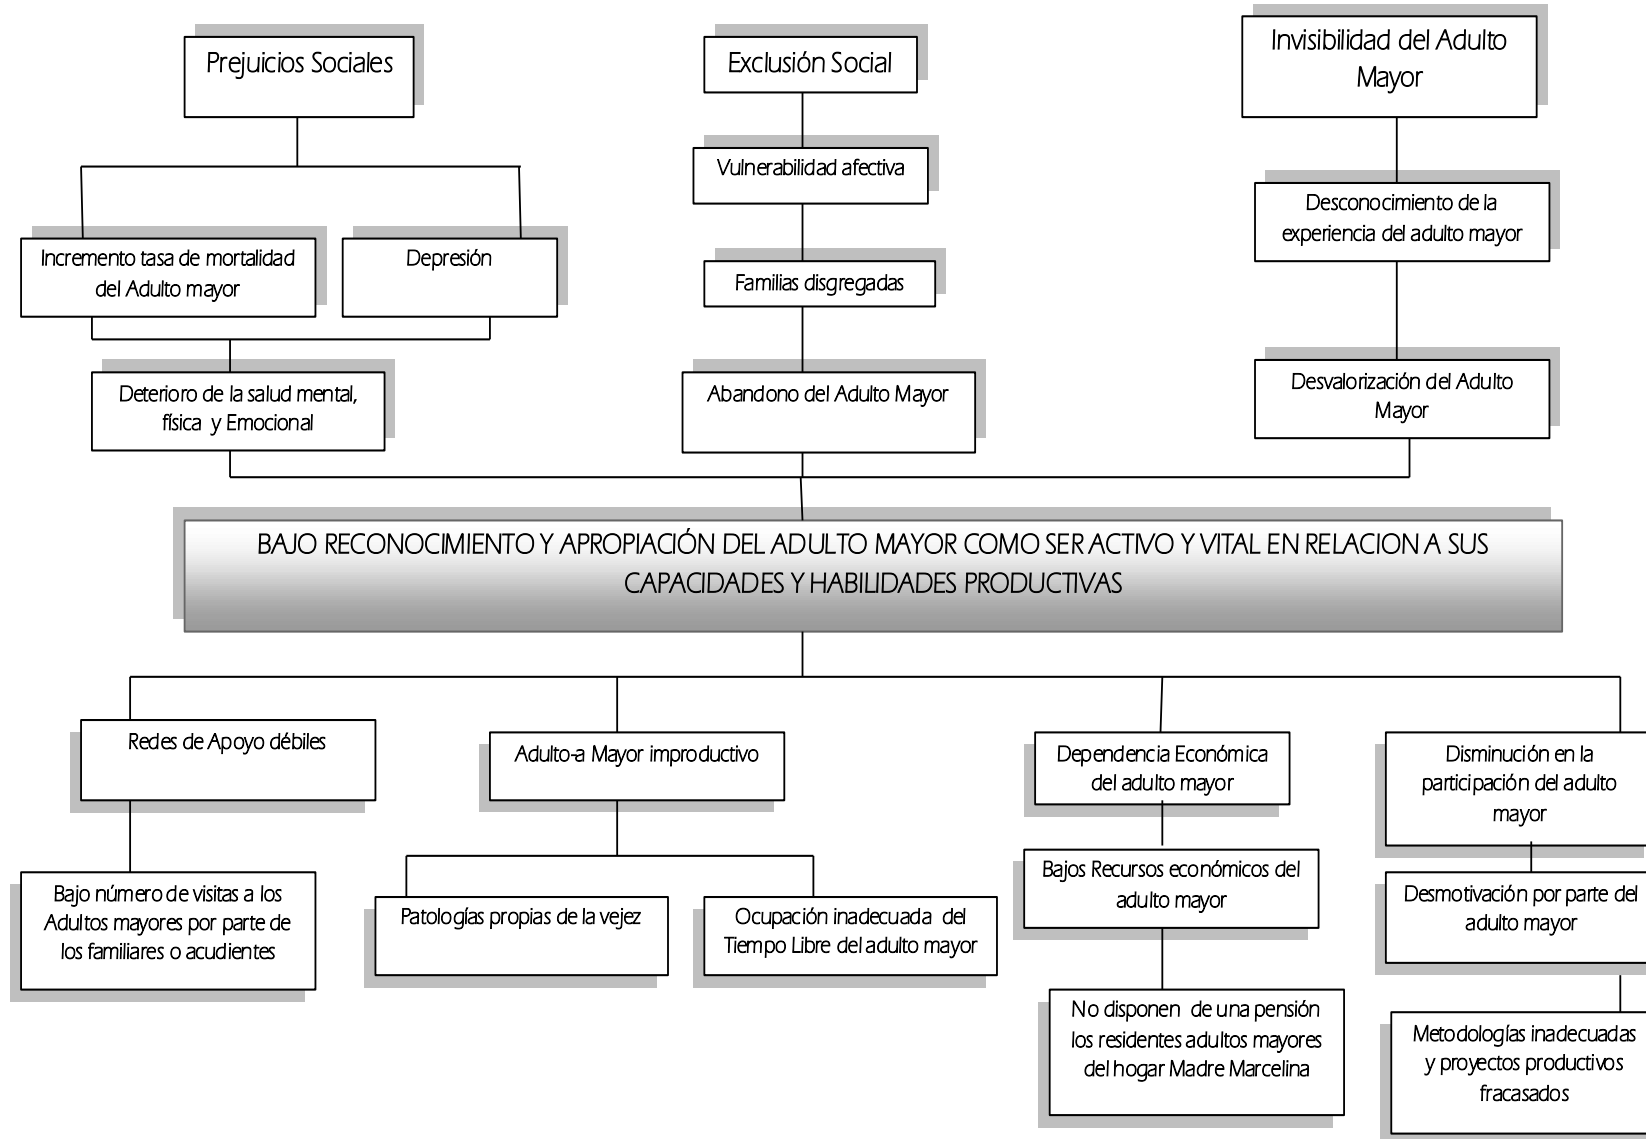 Prejuicios Sociales
Exclusión Social
Invisibilidad del Adulto
Mayor
Vulnerabilidad afectiva
Desconocimiento de la
experiencia del adulto mayor
Incremento tasa de mortalidad
del Adulto mayor
Depresión
Familias disgregadas
Deterioro de la salud mental,
física y Emocional
Abandono del Adulto Mayor
Desvalorización del Adulto
Mayor
BAJO RECONOCIMIENTO Y APROPIACIÓN DEL ADULTO MAYOR COMO SER ACTIVO Y VITAL EN RELACION A SUS
CAPACIDADES Y HABILIDADES PRODUCTIVAS
Redes de Apoyo débiles
Adulto-a Mayor improductivo
Dependencia Económica
del adulto mayor
Disminución en la
participación del adulto
mayor
Bajo número de visitas a los
Adultos mayores por parte de
los familiares o acudientes
Patologías propias de la vejez
Ocupación inadecuada del
Tiempo Libre del adulto mayor
Bajos Recursos económicos del
adulto mayor
Desmotivación por parte del
adulto mayor
No disponen de una pensión
los residentes adultos mayores
del hogar Madre Marcelina
Metodologías inadecuadas
y proyectos productivos
fracasados